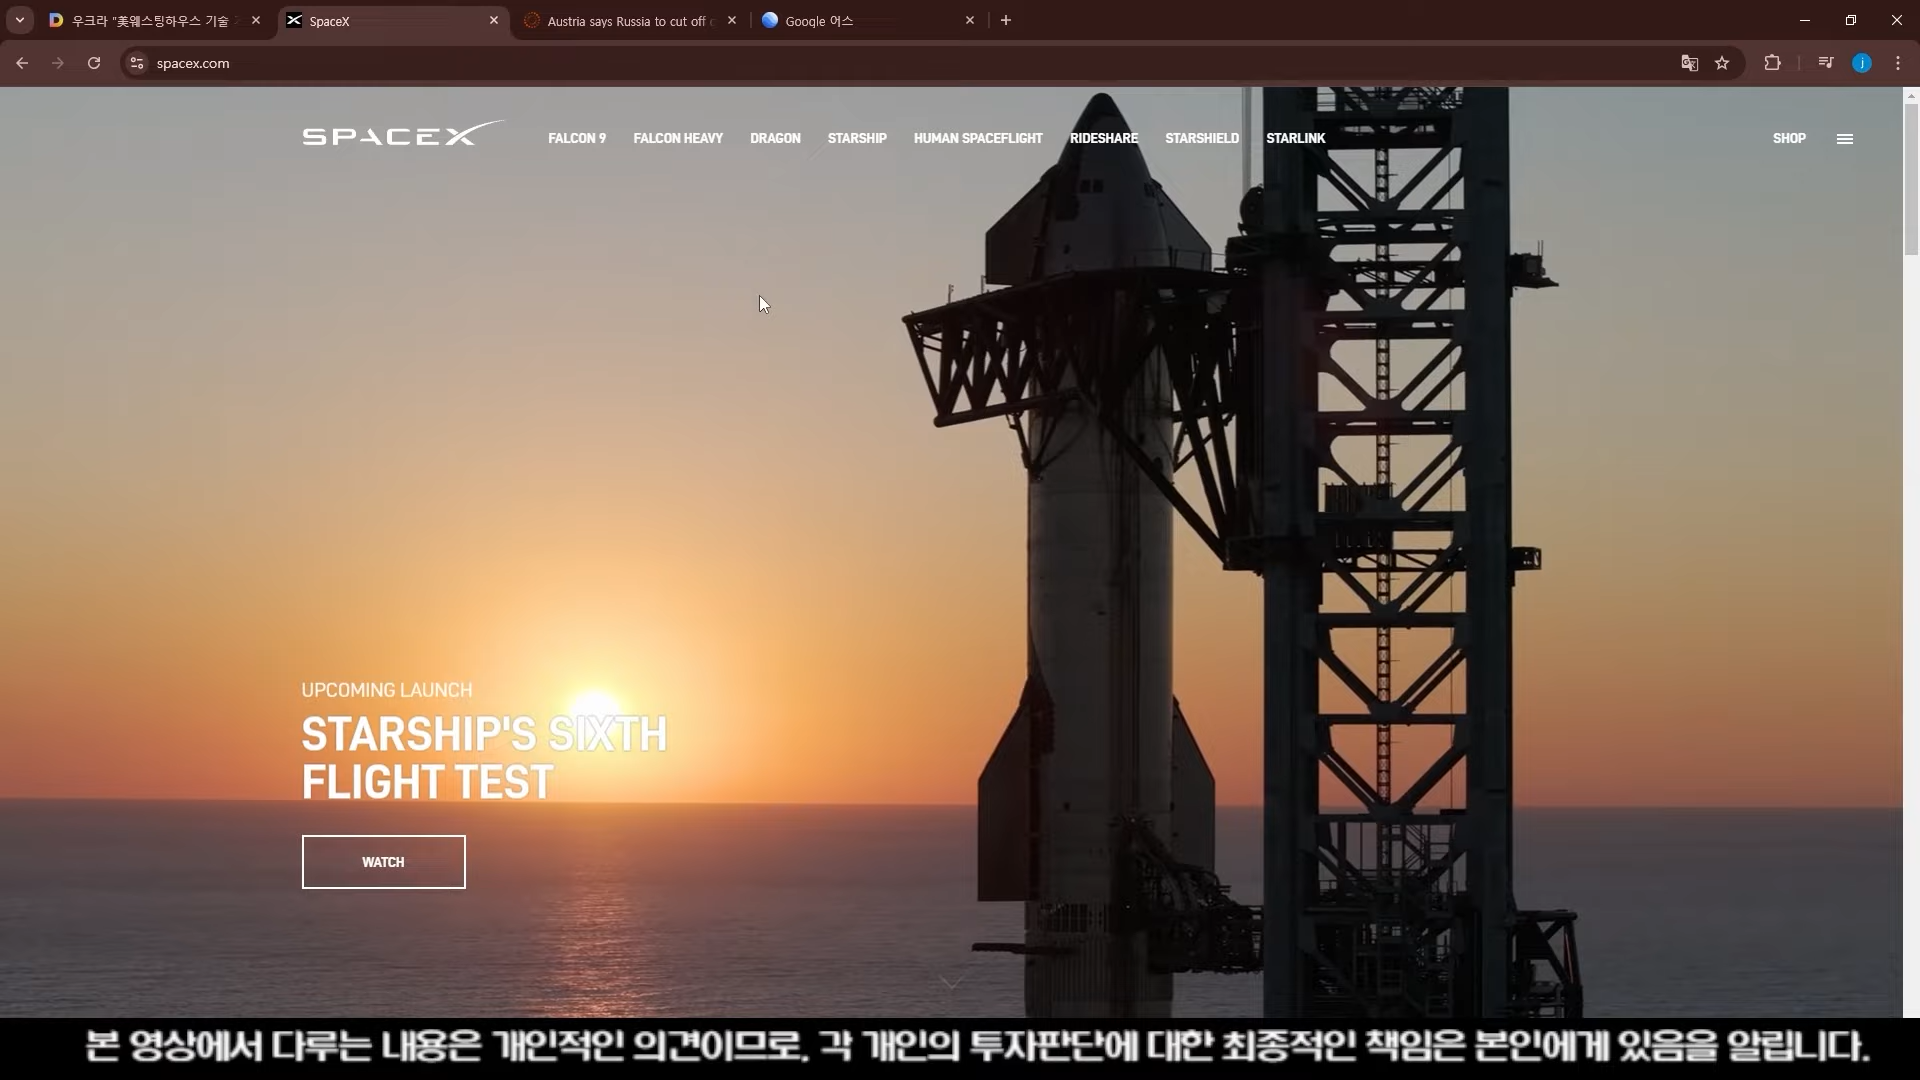 우크라 "美웨스팅하우스 기술
SpaceX
Austria says Russia to cut off
Google 어스
spacex.com
j
SPACEX
FALCON 9
FALCON HEAVY
DRAGON
STARSHIP
HUMAN SPACEFLIGHT
RIDESHARE
STARSHIELD
STARLINK
SHOP
UPCOMING LAUNCH
STARSHIP'S SIXTH
FLIGHT TEST
WATCH
본 영상에서 다루는 내용은 개인적인 의견이므로, 각 개인의 투자판단에 대한 최종적인 책임은 본인에게 있음을 알립니다.